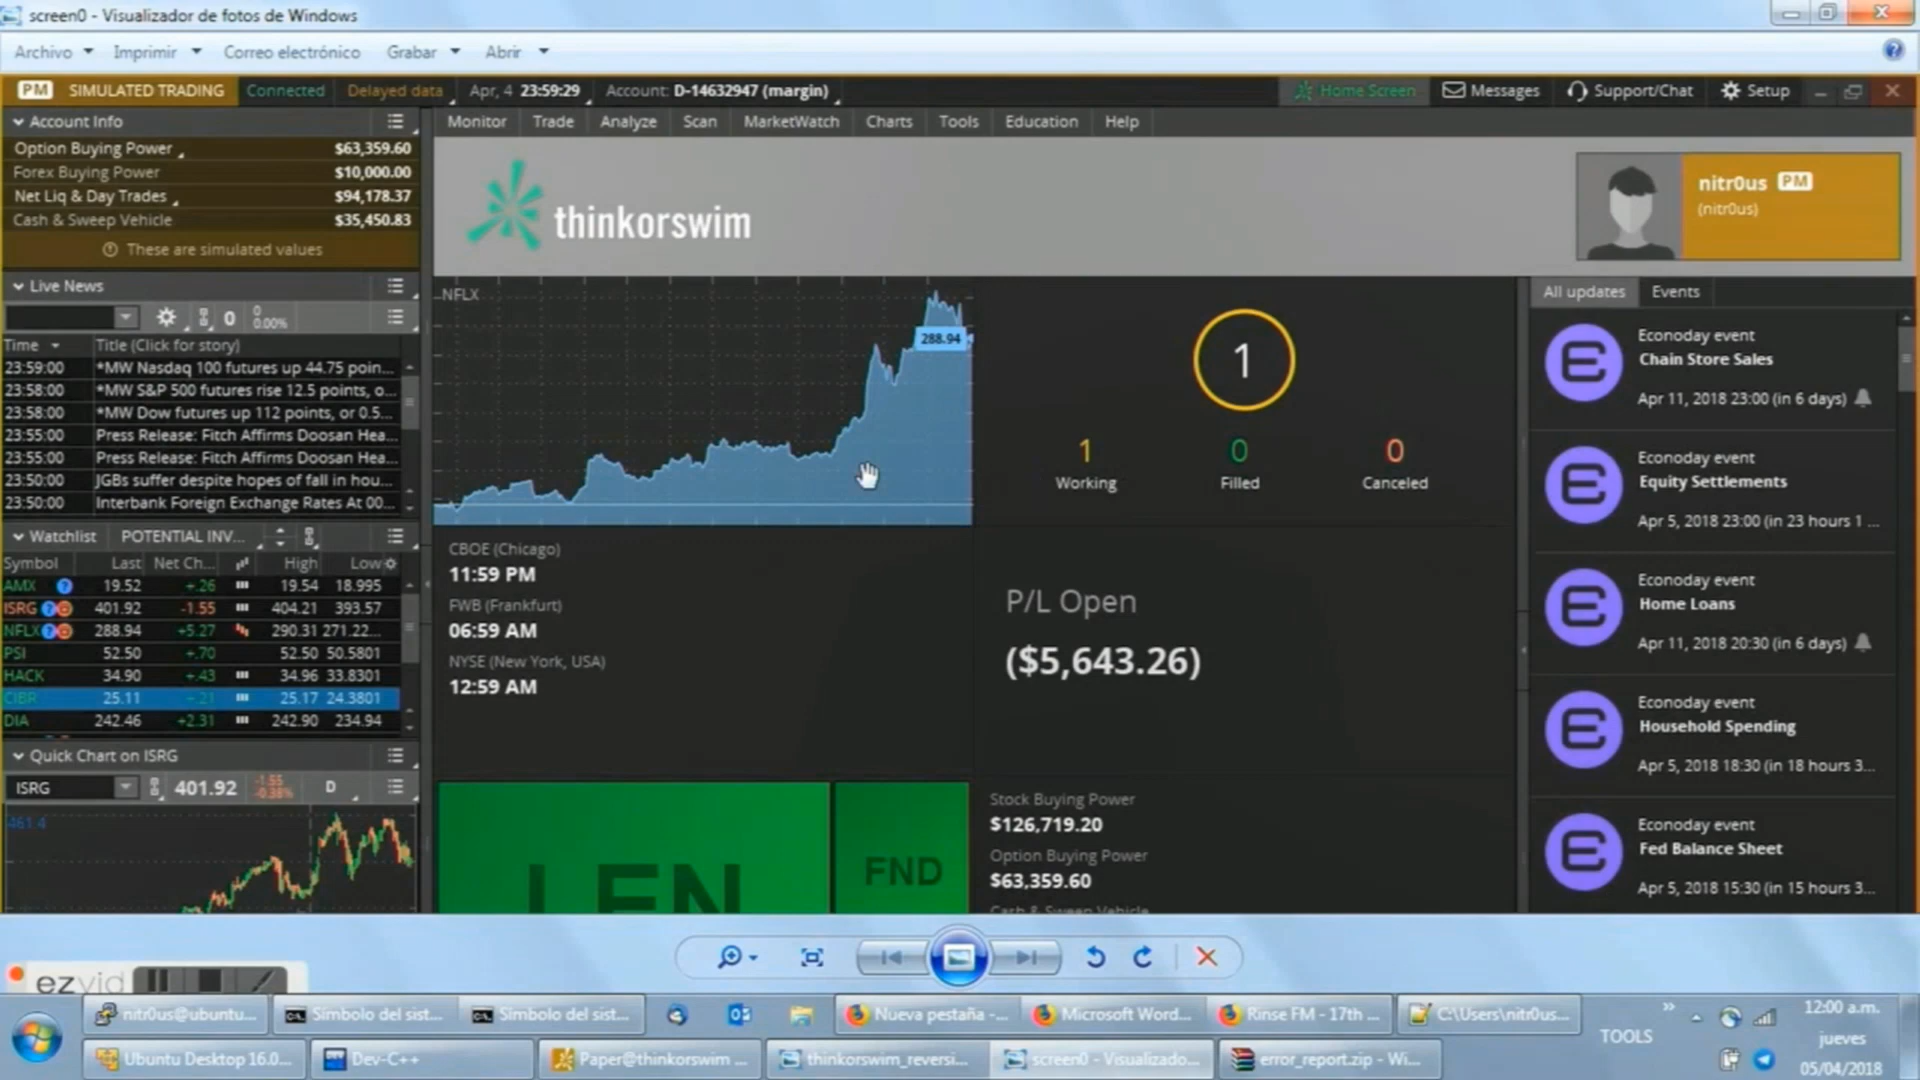 screen0 - Visualizador de fotos de Windows
Archivo Imprimir Correo electrónico Grabar Abrir
PM SIMULATED TRADING Connected Delayed data Apr, 4 23:59:29 Account: D-14632947 (margin) Home Screen Messages Support/Chat Setup
Account Info
Option Buying Power $63,359.60
Forex Buying Power $10,000.00
Net Liq & Day Trades $94,178.37
Cash & Sweep Vehicle $35,450.83
These are simulated values
Live News
0 0 0.00%
Time Title (Click for story)
23:59:00 *MW Nasdaq 100 futures up 44.75 poin...
23:58:00 *MW S&P 500 futures rise 12.5 points, o...
23:58:00 *MW Dow futures up 112 points, or 0.5...
23:55:00 Press Release: Fitch Affirms Doosan Hea...
23:55:00 Press Release: Fitch Affirms Doosan Hea...
23:50:00 JGBs suffer despite hopes of fall in hou...
23:50:00 Interbank Foreign Exchange Rates At 00...
Watchlist POTENTIAL INV...
Symbol Last Net Ch... High Low
AMX 19.52 +.26 19.54 18.995
ISRG 401.92 -1.55 404.21 393.57
NFLX 288.94 +5.27 290.31 271.22...
PSI 52.50 +.70 52.50 50.5801
HACK 34.90 +.43 34.96 33.8301
CIBR 25.11 25.17 24.3801
DIA 242.46 +2.31 242.90 234.94
Quick Chart on ISRG
ISRG 401.92 -1.55 -0.38% D
461.4
Monitor Trade Analyze Scan MarketWatch Charts Tools Education Help
thinkorswim
nitr0us PM
(nitr0us)
NFLX
288.94
1
1 0 0
Working Filled Canceled
CBOE (Chicago)
11:59 PM
FWB (Frankfurt)
06:59 AM
NYSE (New York, USA)
12:59 AM
P/L Open
($5,643.26)
LEN FND
Stock Buying Power
$126,719.20
Option Buying Power
$63,359.60
Cash & Sweep Vehicle
All updates Events
Econoday event
Chain Store Sales
Apr 11, 2018 23:00 (in 6 days)
Econoday event
Equity Settlements
Apr 5, 2018 23:00 (in 23 hours 1 ...
Econoday event
Home Loans
Apr 11, 2018 20:30 (in 6 days)
Econoday event
Household Spending
Apr 5, 2018 18:30 (in 18 hours 3...
Econoday event
Fed Balance Sheet
Apr 5, 2018 15:30 (in 15 hours 3...
ezvid
nitr0us@ubuntu... Símbolo del sist... Símbolo del sist... Nueva pestaña -... Microsoft Word... Rinse FM - 17th ... C:\Users\nitr0us...
Ubuntu Desktop 16.0... Dev-C++ Paper@thinkorswim ... thinkorswim_reversi... screen0 - Visualizado... error_report.zip - Wi...
TOOLS
12:00 a.m.
jueves
05/04/2018